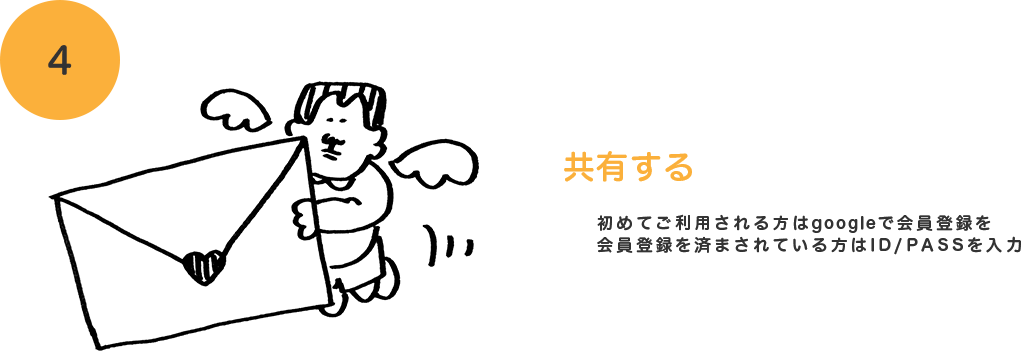 4
共有する
初めてご利用される方はgoogleで会員登録を
会員登録を済まされている方はID/PASSを入力